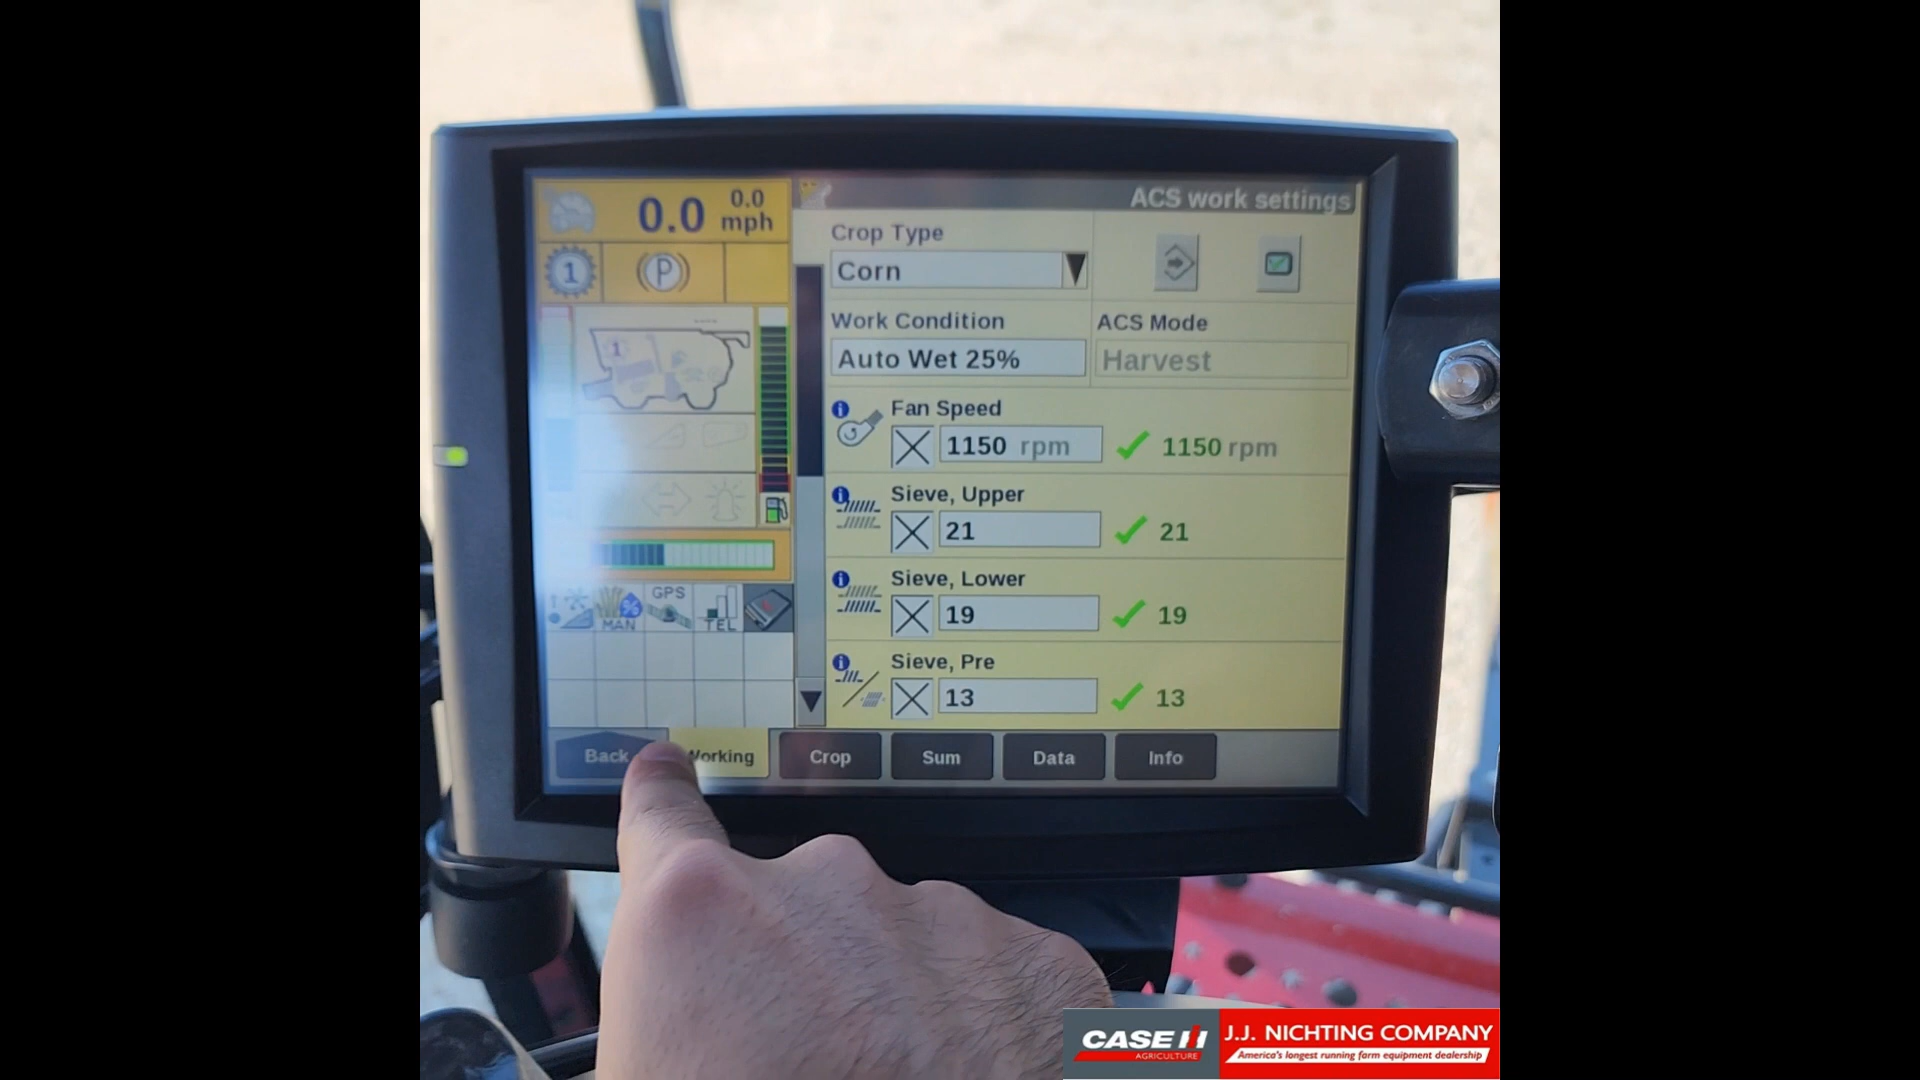 0.0
0.0
mph
1
P
1
GPS
MAN
TEL
ACS work settings
Crop Type
Corn
Work Condition
Auto Wet 25%
ACS Mode
Harvest
Fan Speed
1150 rpm
1150 rpm
Sieve, Upper
21
21
Sieve, Lower
19
19
Sieve, Pre
13
13
Back
Working
Crop
Sum
Data
Info
CASE IH
AGRICULTURE
J.J. NICHTING COMPANY
America's longest running farm equipment dealership